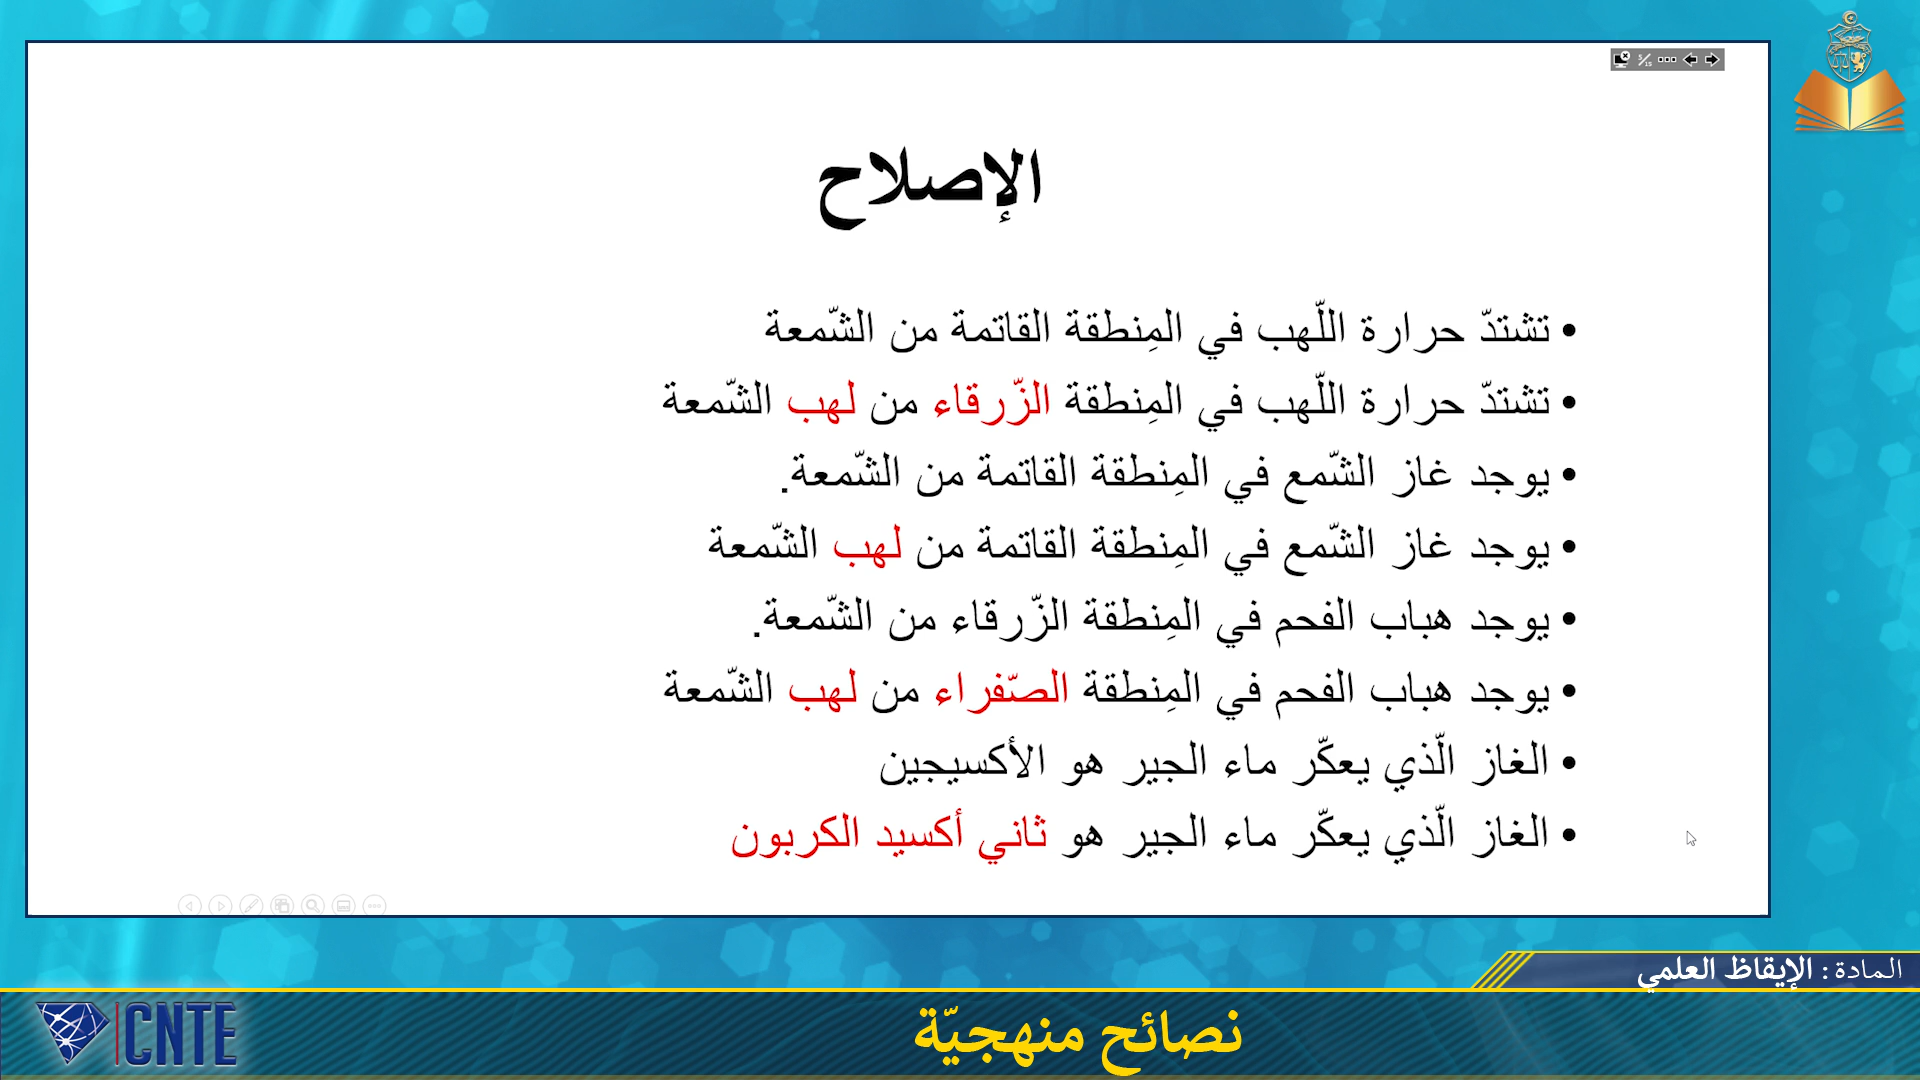 الإصلاح
• تشتدّ حرارة اللّهب في المِنطقة القاتمة من الشّمعة
• تشتدّ حرارة اللّهب في المِنطقة الزّرقاء من لهب الشّمعة
• يوجد غاز الشّمع في المِنطقة القاتمة من الشّمعة.
• يوجد غاز الشّمع في المِنطقة القاتمة من لهب الشّمعة
• يوجد هباب الفحم في المِنطقة الزّرقاء من الشّمعة.
• يوجد هباب الفحم في المِنطقة الصّفراء من لهب الشّمعة
• الغاز الّذي يعكّر ماء الجير هو الأكسيجين
• الغاز الّذي يعكّر ماء الجير هو ثاني أكسيد الكربون
المادة : الإيقاظ العلمي
نصائح منهجيّة
CNTE